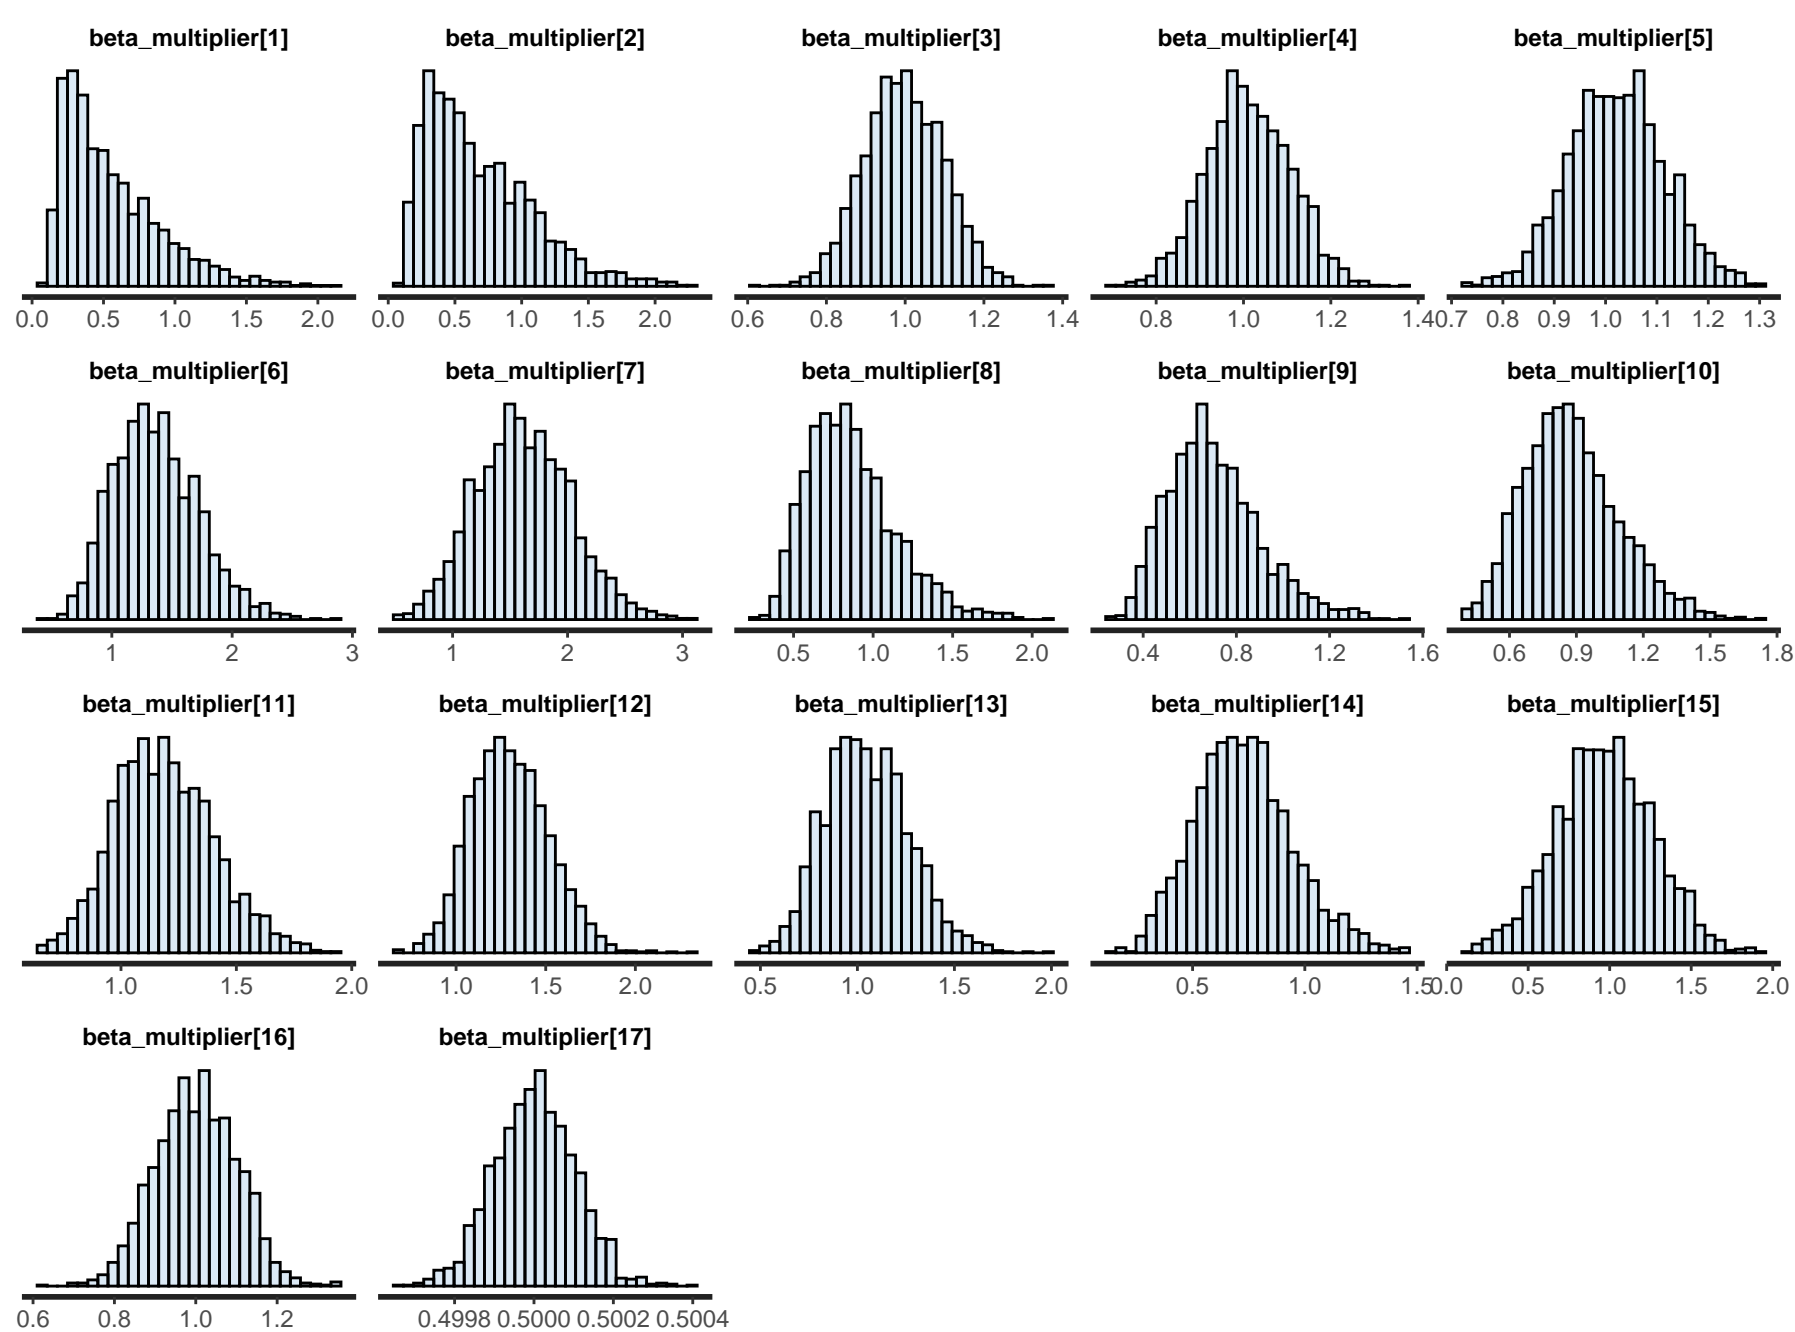 beta_multiplier[1] beta_multiplier[2] beta_multiplier[3] beta_multiplier[4] beta_multiplier[5]
0.0 0.5 1.0 1.5 2.0 0.0 0.5 1.0 1.5 2.0 0.6 0.8 1.0 1.2 1.4 0.8 1.0 1.2 1.4 0.7 0.8 0.9 1.0 1.1 1.2 1.3
beta_multiplier[6] beta_multiplier[7] beta_multiplier[8] beta_multiplier[9] beta_multiplier[10]
1 2 3 1 2 3 0.5 1.0 1.5 2.0 0.4 0.8 1.2 1.6 0.6 0.9 1.2 1.5 1.8
beta_multiplier[11] beta_multiplier[12] beta_multiplier[13] beta_multiplier[14] beta_multiplier[15]
1.0 1.5 2.0 1.0 1.5 2.0 0.5 1.0 1.5 2.0 0.5 1.0 1.5 0.0 0.5 1.0 1.5 2.0
beta_multiplier[16] beta_multiplier[17]
0.6 0.8 1.0 1.2 0.4998 0.5000 0.5002 0.5004